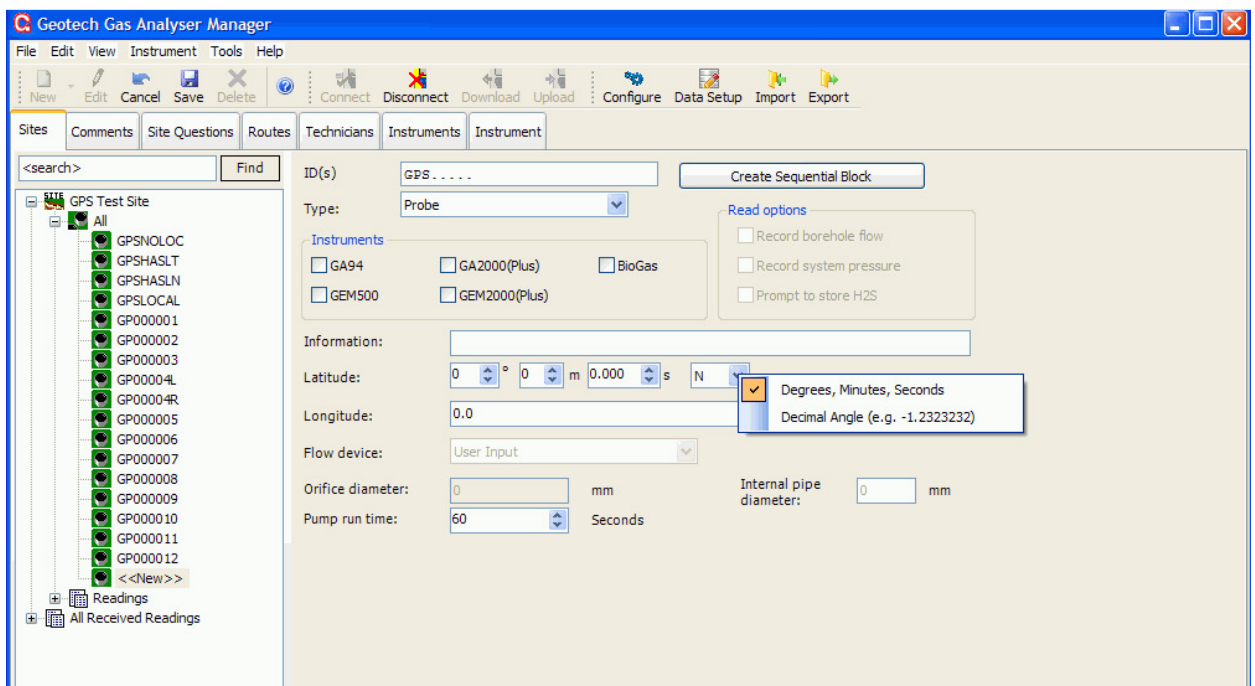 Geotech Gas Analyser Manager
File Edit View Instrument Tools Help
New Edit Cancel Save Delete Connect Disconnect Download Upload Configure Data Setup Import Export
Sites Comments Site Questions Routes Technicians Instruments Instrument
<search> Find
SITE GPS Test Site
All
GPSNOLOC
GPSHASLT
GPSHASLN
GPSLOCAL
GP000001
GP000002
GP000003
GP00004L
GP00004R
GP000005
GP000006
GP000007
GP000008
GP000009
GP000010
GP000011
GP000012
<<New>>
Readings
All Received Readings
ID(s) GPS..... Create Sequential Block
Type: Probe
Instruments
GA94 GA2000(Plus) BioGas
GEM500 GEM2000(Plus)
Read options
Record borehole flow
Record system pressure
Prompt to store H2S
Information:
Latitude: 0 ° 0 m 0.000 s N
Degrees, Minutes, Seconds
Decimal Angle (e.g. -1.2323232)
Longitude: 0.0
Flow device: User Input
Orifice diameter: 0 mm Internal pipe diameter: 0 mm
Pump run time: 60 Seconds